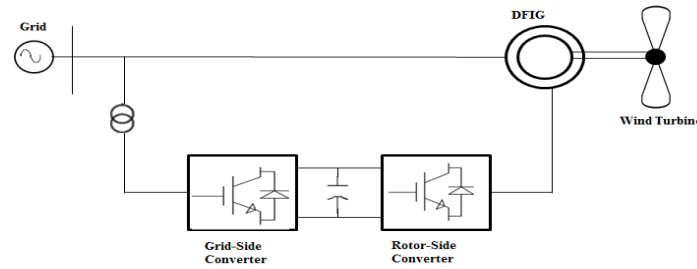 Grid
DFIG
Wind Turbine
Grid-Side
Converter
Rotor-Side
Converter